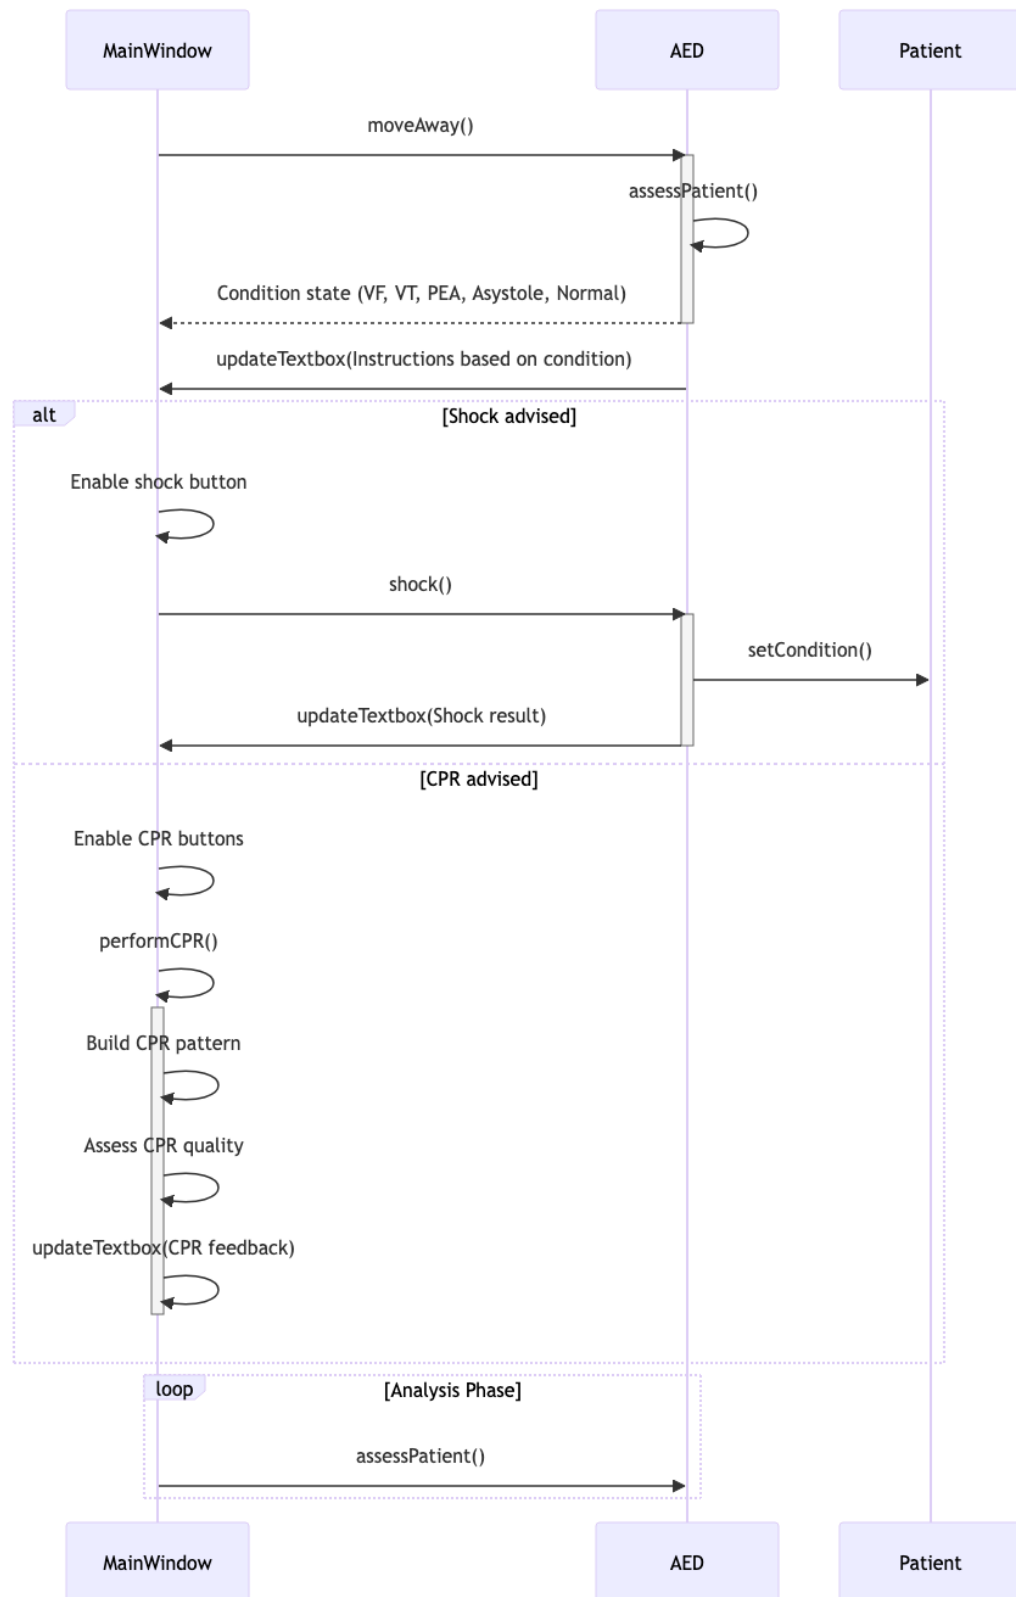 MainWindow
AED
Patient
moveAway()
assessPatient()
Condition state (VF, VT, PEA, Asystole, Normal)
updateTextbox(Instructions based on condition)
alt
[Shock advised]
Enable shock button
shock()
setCondition()
updateTextbox(Shock result)
[CPR advised]
Enable CPR buttons
performCPR()
Build CPR pattern
Assess CPR quality
updateTextbox(CPR feedback)
loop
[Analysis Phase]
assessPatient()
MainWindow
AED
Patient